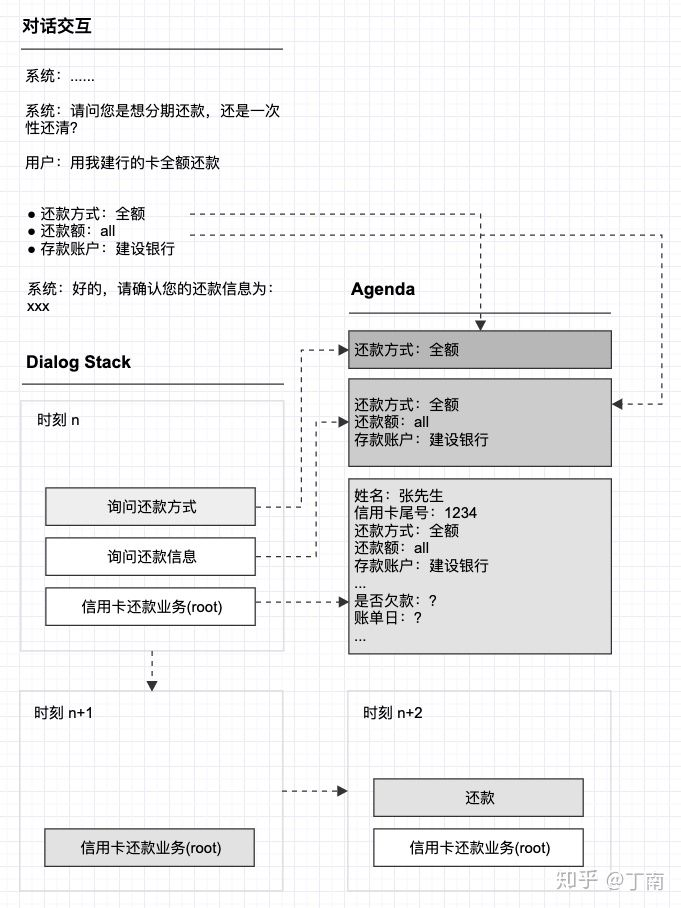 对话交互
系统：......
系统：请问您是想分期还款，还是一次
性还清?
用户：用我建行的卡全额还款
● 还款方式：全额
● 还款额：all
● 存款账户：建设银行
系统：好的，请确认您的还款信息为：
xxx
Agenda
还款方式：全额
还款方式：全额
还款额：all
存款账户：建设银行
姓名：张先生
信用卡尾号：1234
还款方式：全额
还款额：all
存款账户：建设银行
...
是否欠款：?
账单日：?
...
Dialog Stack
时刻 n
询问还款方式
询问还款信息
信用卡还款业务(root)
时刻 n+1
信用卡还款业务(root)
时刻 n+2
还款
信用卡还款业务(root)
知乎 @丁南